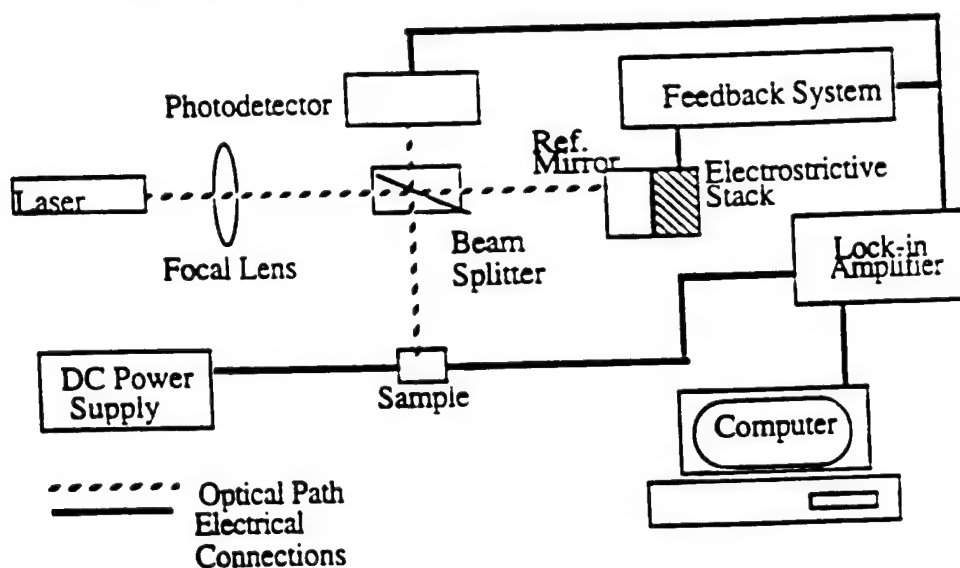 Photodetector
Feedback System
Ref.
Mirror
Electrostrictive
Stack
Laser
Focal Lens
Beam
Splitter
Lock-in
Amplifier
DC Power
Supply
Sample
Computer
Optical Path
Electrical
Connections